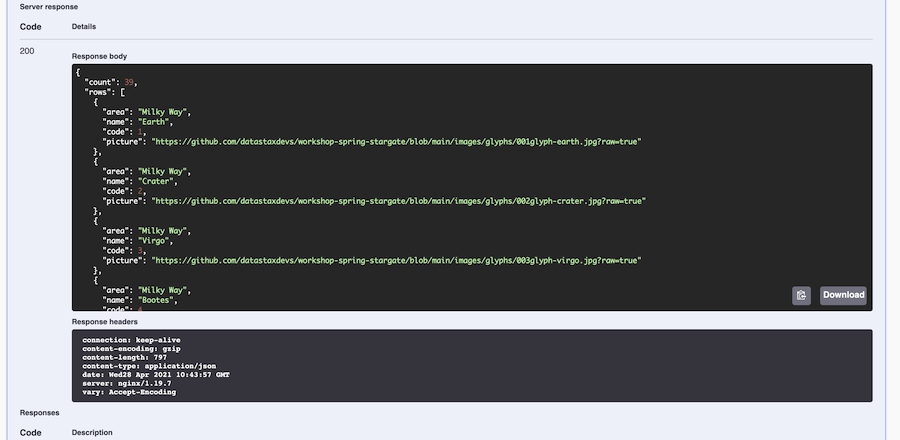 Server response
Code Details
200
Response body
{
"count": 39,
"rows": [
{
"area": "Milky Way",
"name": "Earth",
"code": 1,
"picture": "https://github.com/datastaxdevs/workshop-spring-stargate/blob/main/images/glyphs/001glyph-earth.jpg?raw=true"
},
{
"area": "Milky Way",
"name": "Crater",
"code": 2,
"picture": "https://github.com/datastaxdevs/workshop-spring-stargate/blob/main/images/glyphs/002glyph-crater.jpg?raw=true"
},
{
"area": "Milky Way",
"name": "Virgo",
"code": 3,
"picture": "https://github.com/datastaxdevs/workshop-spring-stargate/blob/main/images/glyphs/003glyph-virgo.jpg?raw=true"
},
{
"area": "Milky Way",
"name": "Bootes",
"code": 4
Download
Response headers
connection: keep-alive
content-encoding: gzip
content-length: 797
content-type: application/json
date: Wed28 Apr 2021 10:43:57 GMT
server: nginx/1.19.7
vary: Accept-Encoding
Responses
Code Description